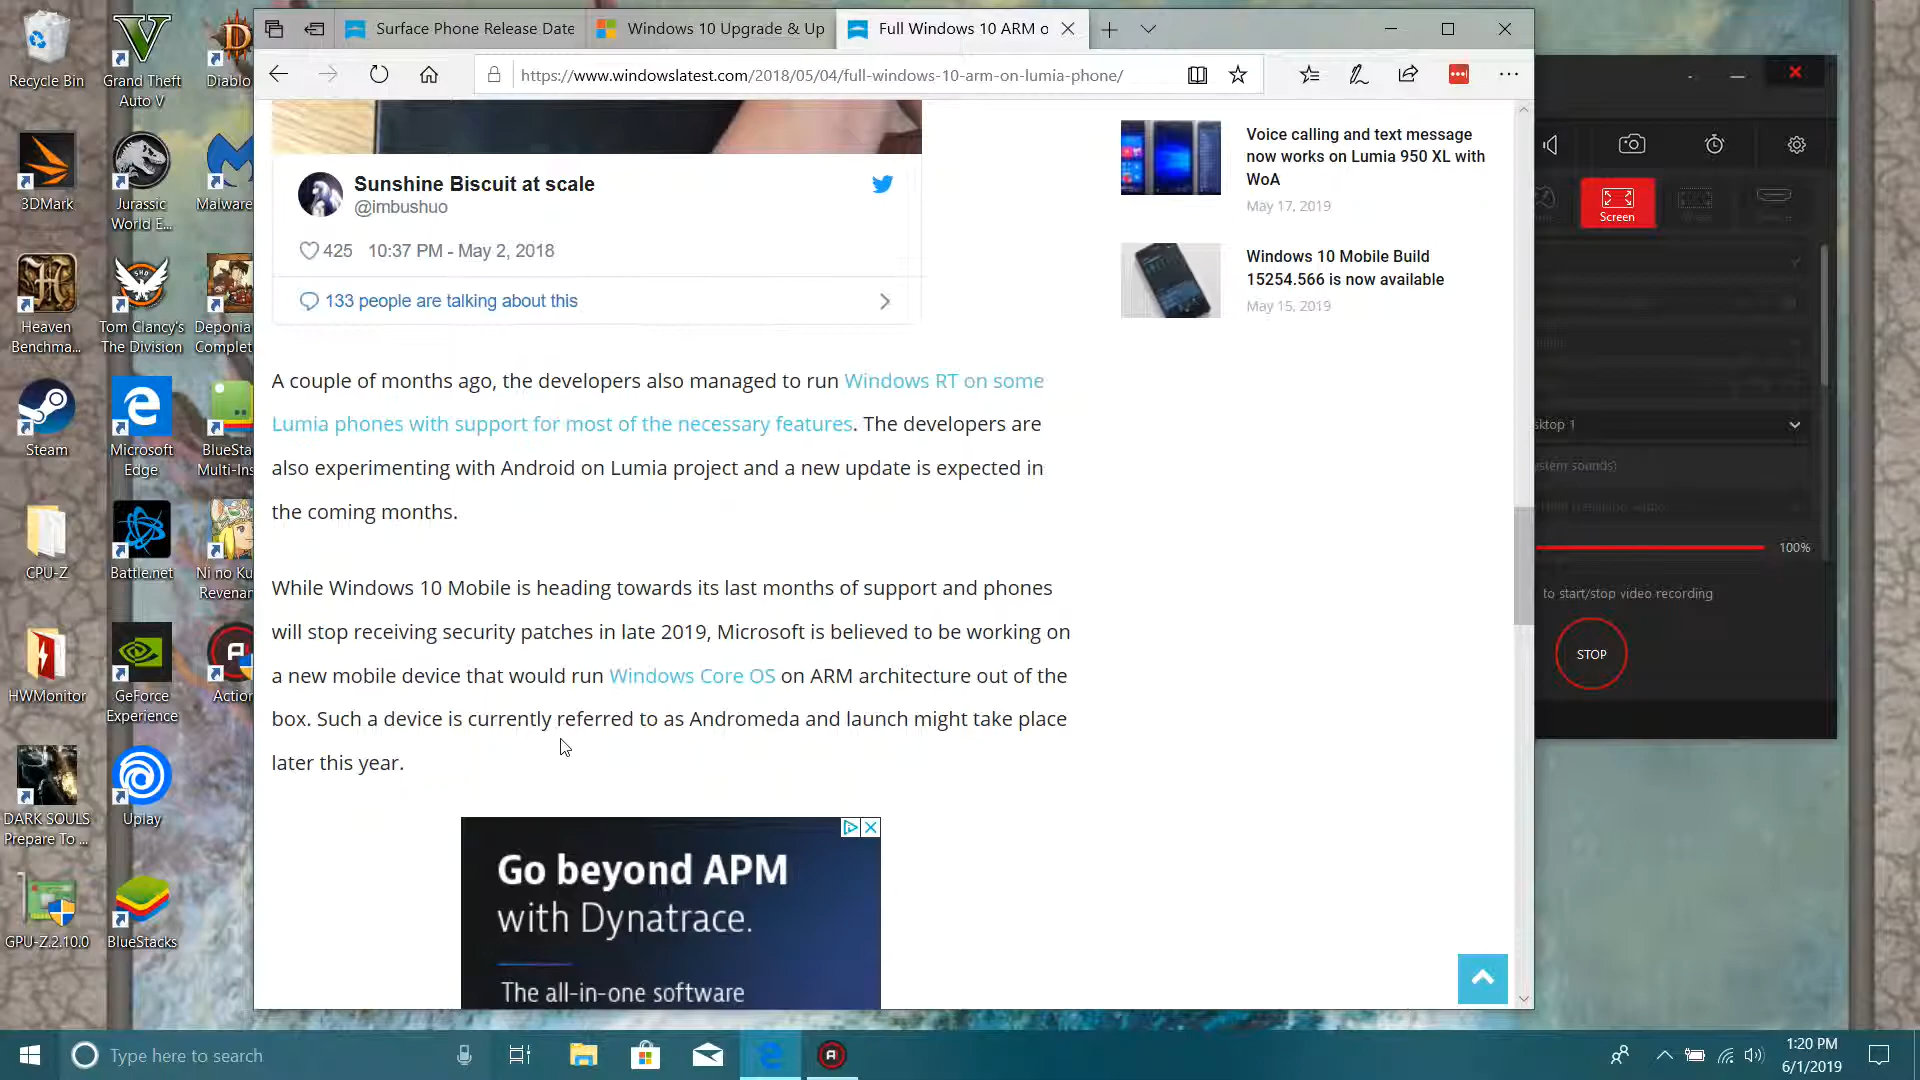 Recycle Bin
Grand Theft
Auto V
Diablo
3DMark
Jurassic
World E...
Malware
Heaven
Benchma...
Tom Clancy's
The Division
Deponia
Complet
Steam
Microsoft
Edge
BlueSta
Multi-Ins
CPU-Z
Battle.net
Ni no Ku
Revenan
HWMonitor
GeForce
Experience
Action
DARK SOULS
Prepare To ...
Uplay
GPU-Z.2.10.0
BlueStacks
Surface Phone Release Date
Windows 10 Upgrade & Up
Full Windows 10 ARM o
https://www.windowslatest.com/2018/05/04/full-windows-10-arm-on-lumia-phone/
Sunshine Biscuit at scale
@imbushuo
425 10:37 PM - May 2, 2018
133 people are talking about this
Voice calling and text message
now works on Lumia 950 XL with
WoA
May 17, 2019
Windows 10 Mobile Build
15254.566 is now available
May 15, 2019
A couple of months ago, the developers also managed to run Windows RT on some
Lumia phones with support for most of the necessary features. The developers are
also experimenting with Android on Lumia project and a new update is expected in
the coming months.
While Windows 10 Mobile is heading towards its last months of support and phones
will stop receiving security patches in late 2019, Microsoft is believed to be working on
a new mobile device that would run Windows Core OS on ARM architecture out of the
box. Such a device is currently referred to as Andromeda and launch might take place
later this year.
Go beyond APM
with Dynatrace.
The all-in-one software
Screen
sktop 1
ystem sounds)
100%
to start/stop video recording
STOP
Type here to search
1:20 PM
6/1/2019